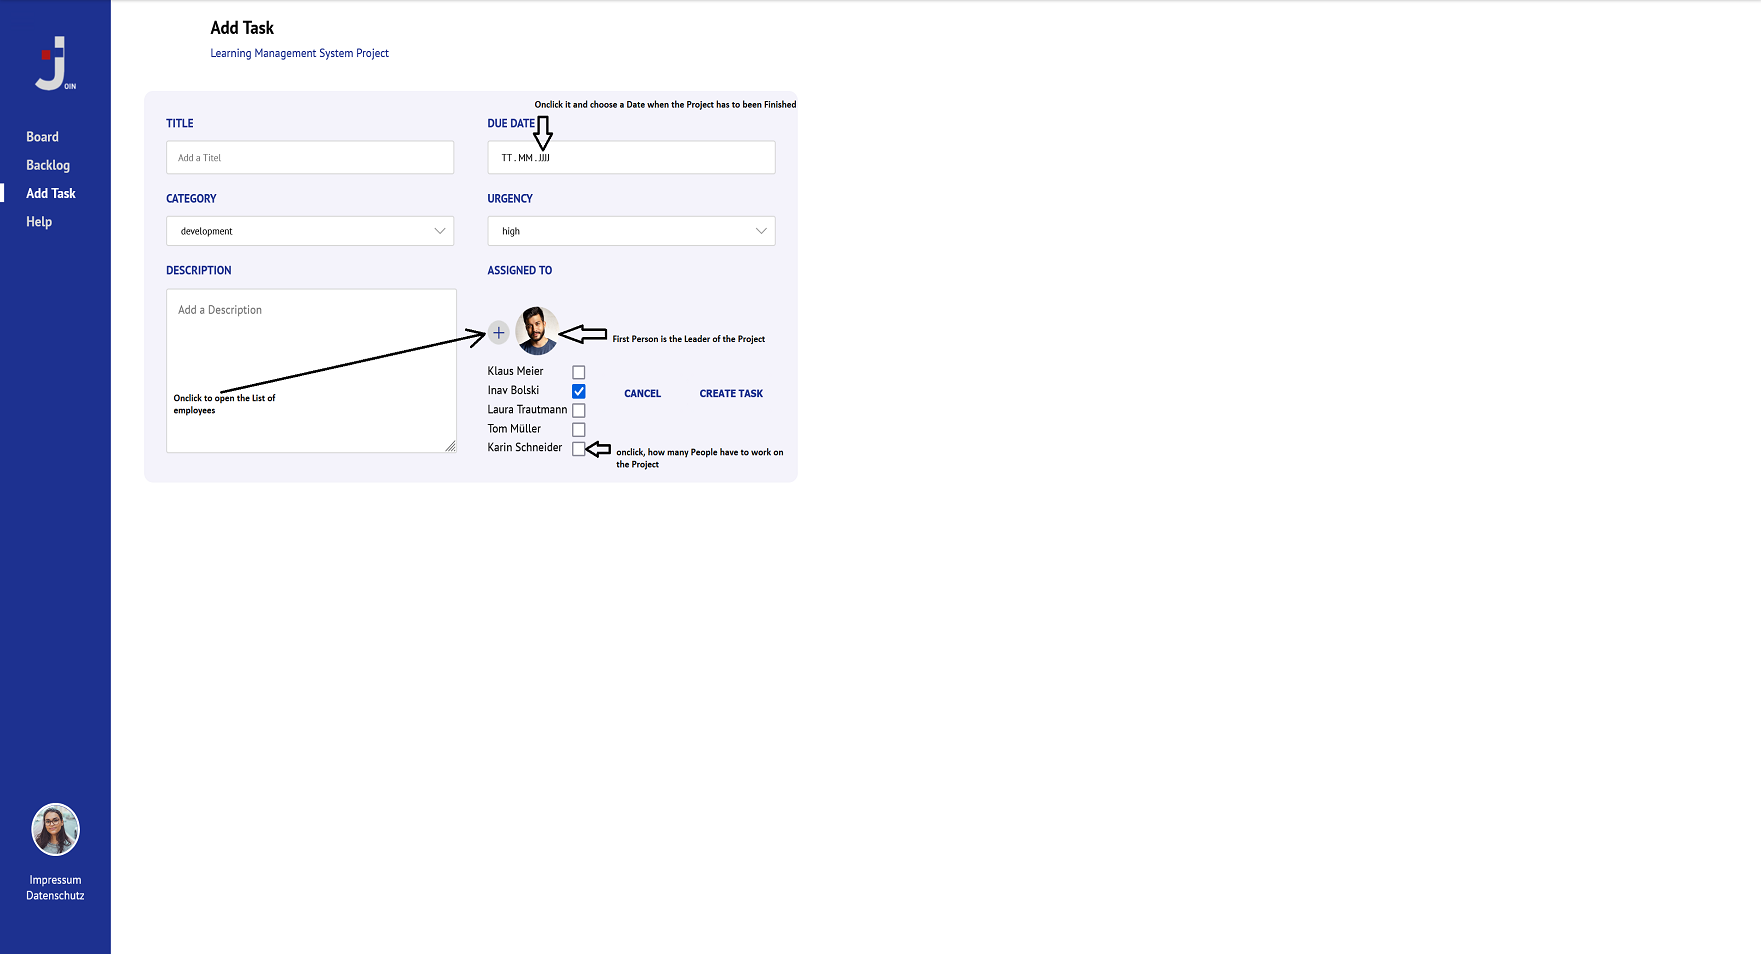 OIN
Board
Backlog
Add Task
Help
Impressum
Datenschutz
Add Task
Learning Management System Project
Onclick it and choose a Date when the Project has to been Finished
TITLE
DUE DATE
Add a Titel
TT . MM . JJJJ
CATEGORY
URGENCY
development
high
DESCRIPTION
ASSIGNED TO
Add a Description
First Person is the Leader of the Project
Onclick to open the List of
employees
Klaus Meier
Inav Bolski
Laura Trautmann
Tom Müller
Karin Schneider
CANCEL
CREATE TASK
onclick, how many People have to work on
the Project